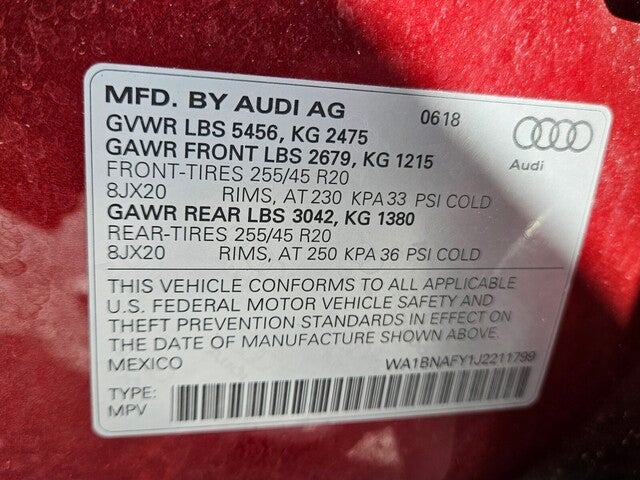 MFD. BY AUDI AG 0618
GVWR LBS 5456, KG 2475
GAWR FRONT LBS 2679, KG 1215
Audi
FRONT-TIRES 255/45 R20
8JX20 RIMS, AT 230 KPA 33 PSI COLD
GAWR REAR LBS 3042, KG 1380
REAR-TIRES 255/45 R20
8JX20 RIMS, AT 250 KPA 36 PSI COLD
THIS VEHICLE CONFORMS TO ALL APPLICABLE
U.S. FEDERAL MOTOR VEHICLE SAFETY AND
THEFT PREVENTION STANDARDS IN EFFECT ON
THE DATE OF MANUFACTURE SHOWN ABOVE.
MEXICO WA1BNAFY1J2211799
TYPE:
MPV